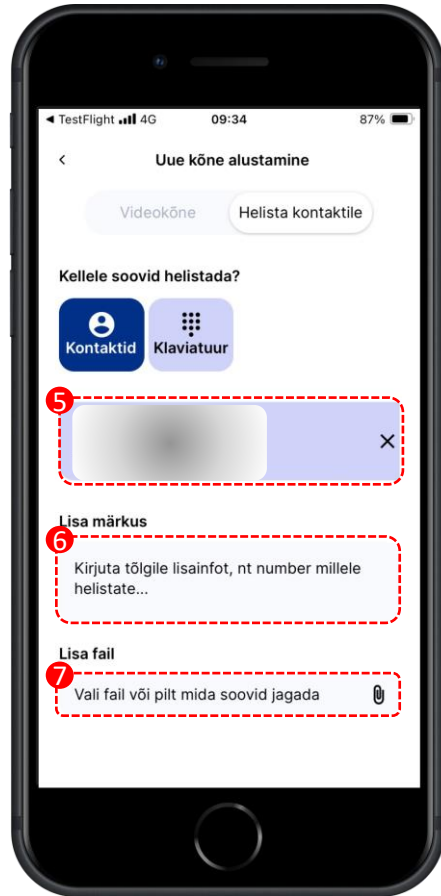 ◀ TestFlight 4G 09:34 87%
< Uue kõne alustamine
Videokõne Helista kontaktile
Kellele soovid helistada?
Kontaktid Klaviatuur
5
×
Lisa märkus
6
Kirjuta tõlgile lisainfot, nt number millele
helistate...
Lisa fail
7
Vali fail või pilt mida soovid jagada